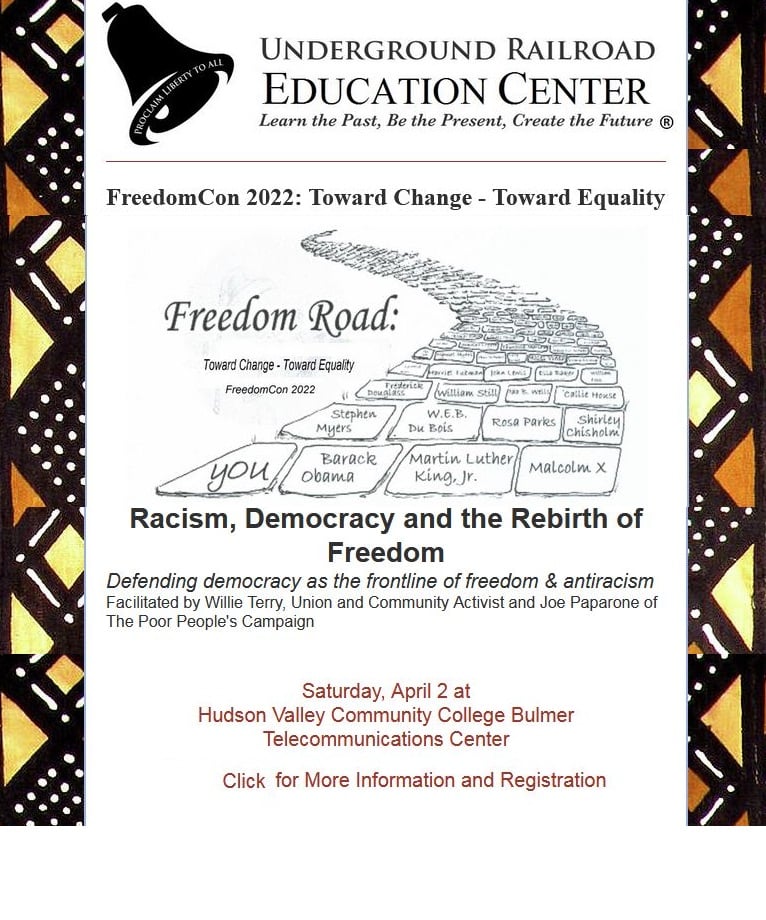 PROCLAIM LIBERTY TO ALL
UNDERGROUND RAILROAD
EDUCATION CENTER
Learn the Past, Be the Present, Create the Future ®
FreedomCon 2022: Toward Change - Toward Equality
Freedom Road:
Toward Change - Toward Equality
FreedomCon 2022
Harriet Tubman John Lewis Ella Baker
Frederick
Douglass William Still Ida B. Wells Callie House
Stephen
Myers
W.E.B.
Du Bois
Rosa Parks
Shirley
Chisholm
you
Barack
Obama
Martin Luther
King, Jr.
Malcolm X
Racism, Democracy and the Rebirth of
Freedom
Defending democracy as the frontline of freedom & antiracism
Facilitated by Willie Terry, Union and Community Activist and Joe Paparone of
The Poor People's Campaign
Saturday, April 2 at
Hudson Valley Community College Bulmer
Telecommunications Center
Click for More Information and Registration